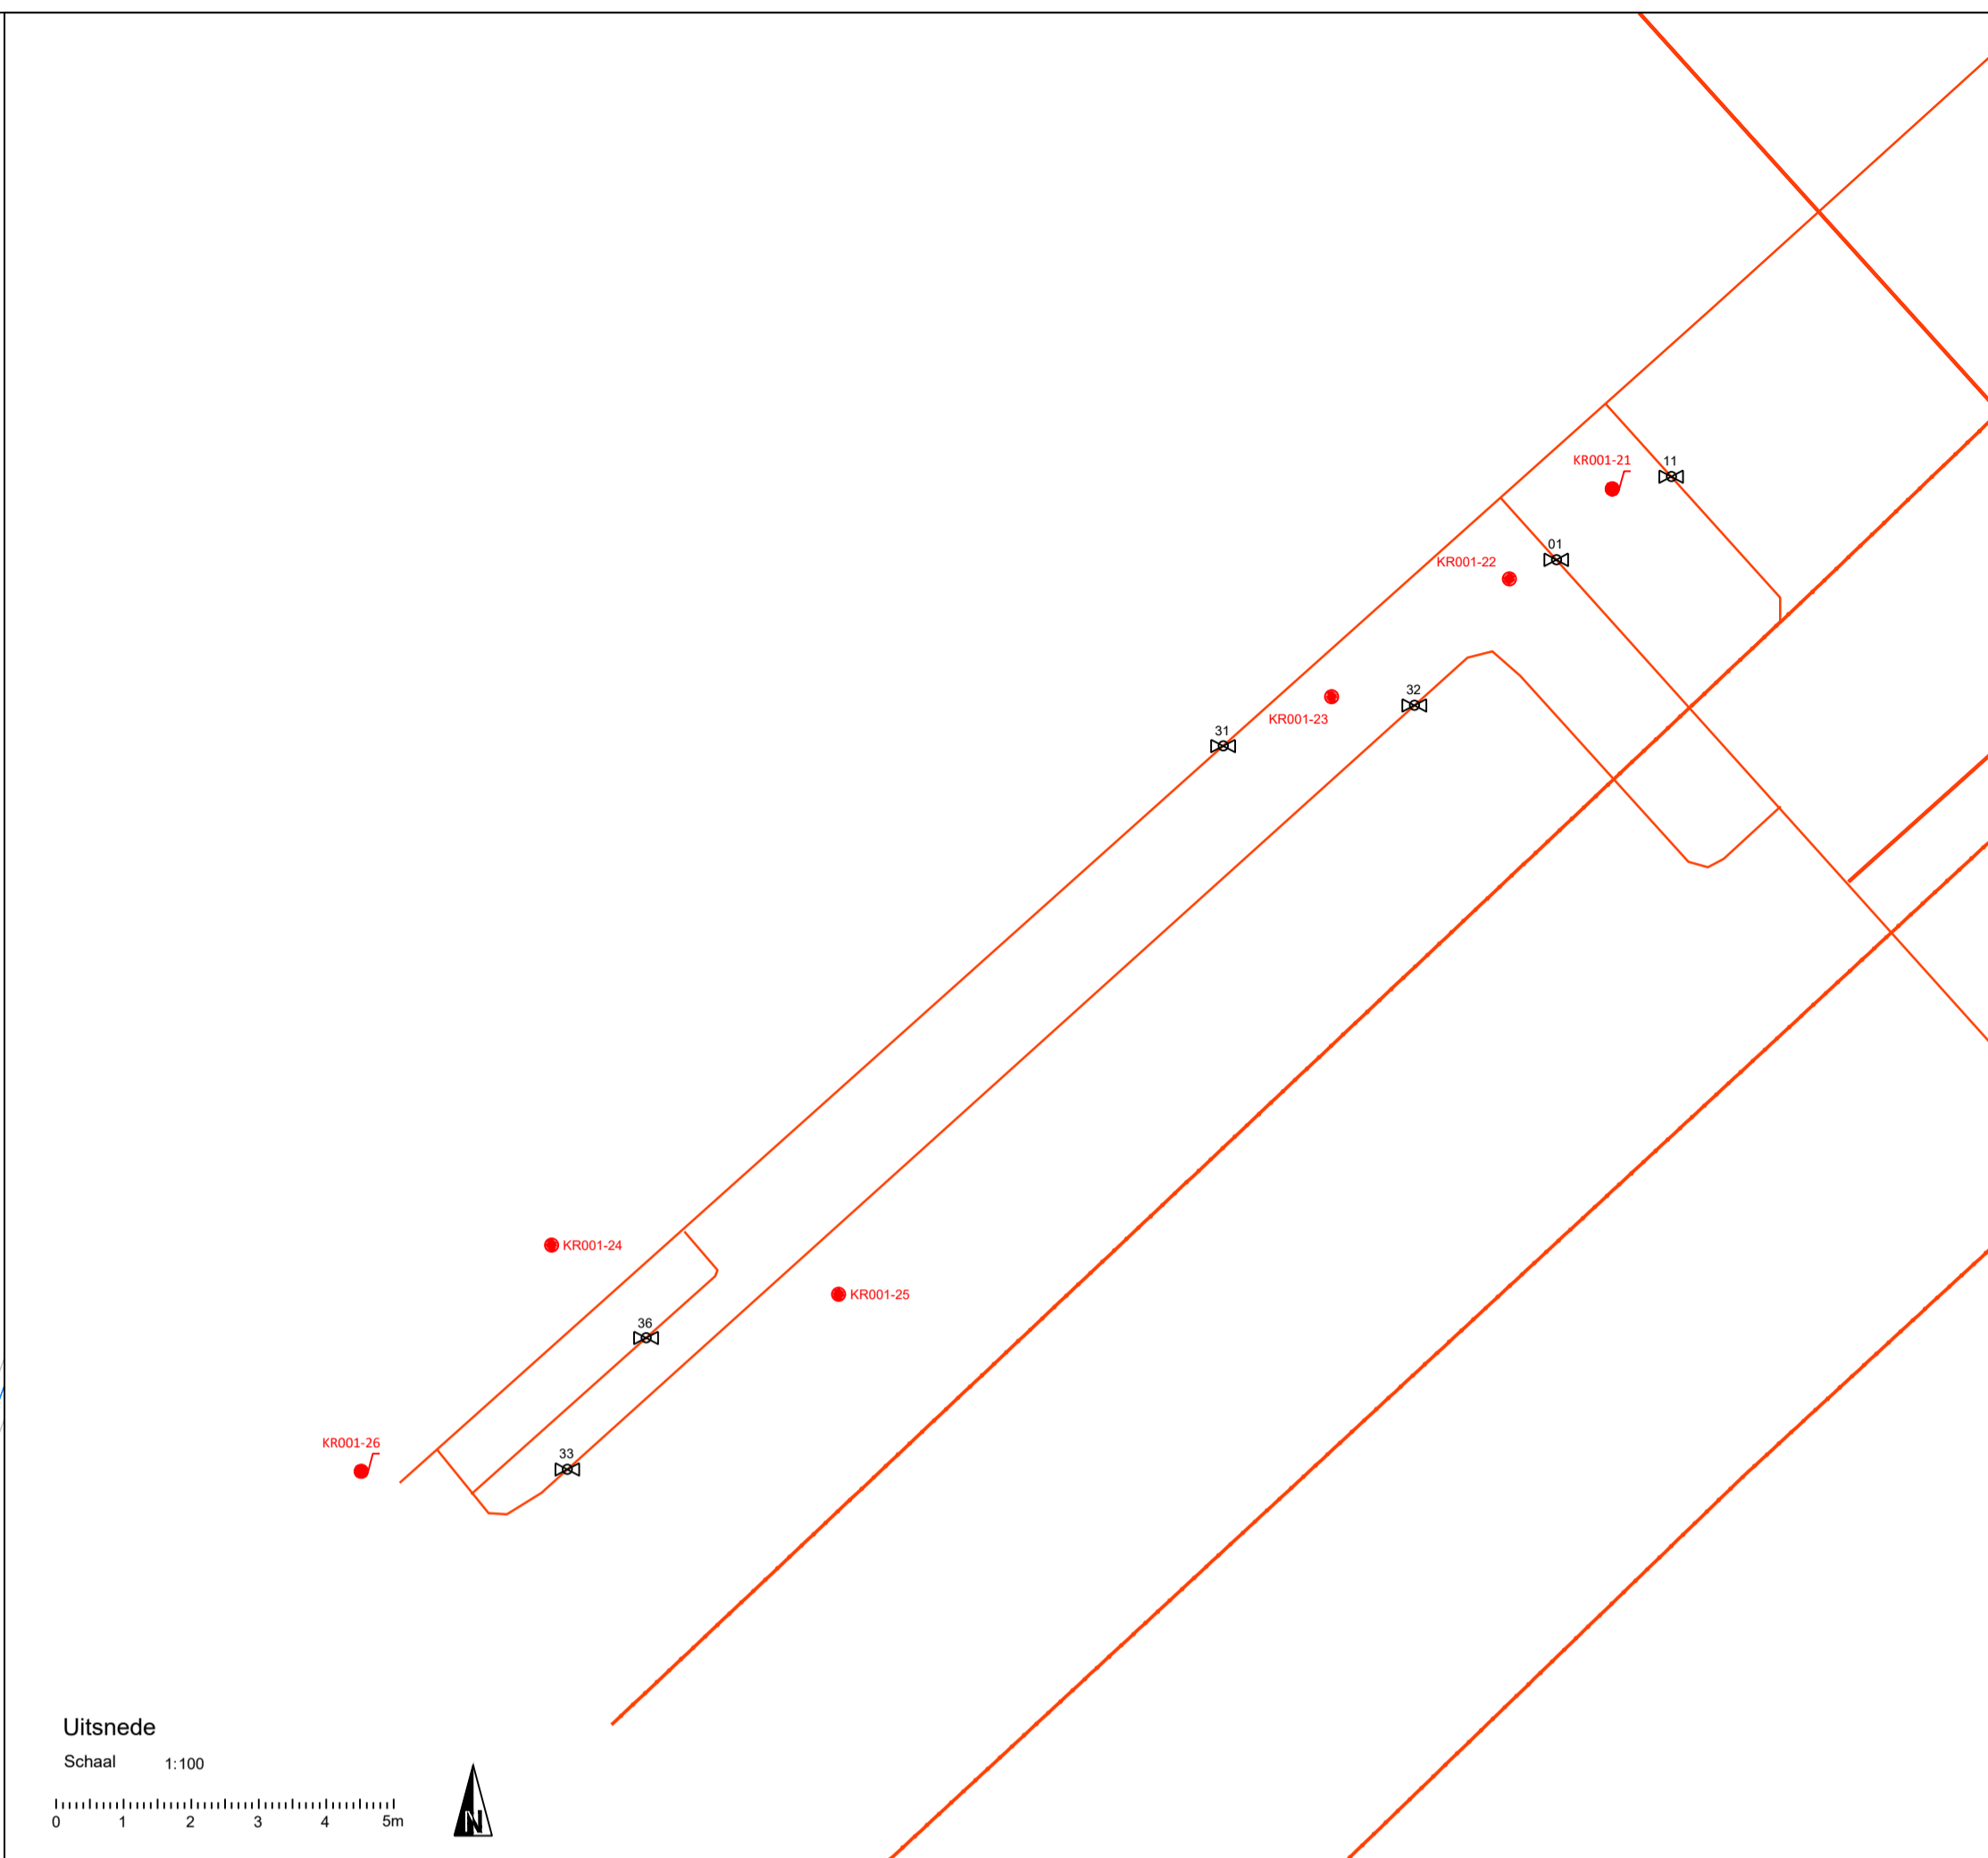 KR001-21
11
01
KR001-22
32
KR001-23
31
KR001-24
KR001-25
36
KR001-26
33
Uitsnede
Schaal 1:100
0 1 2 3 4 5m
N